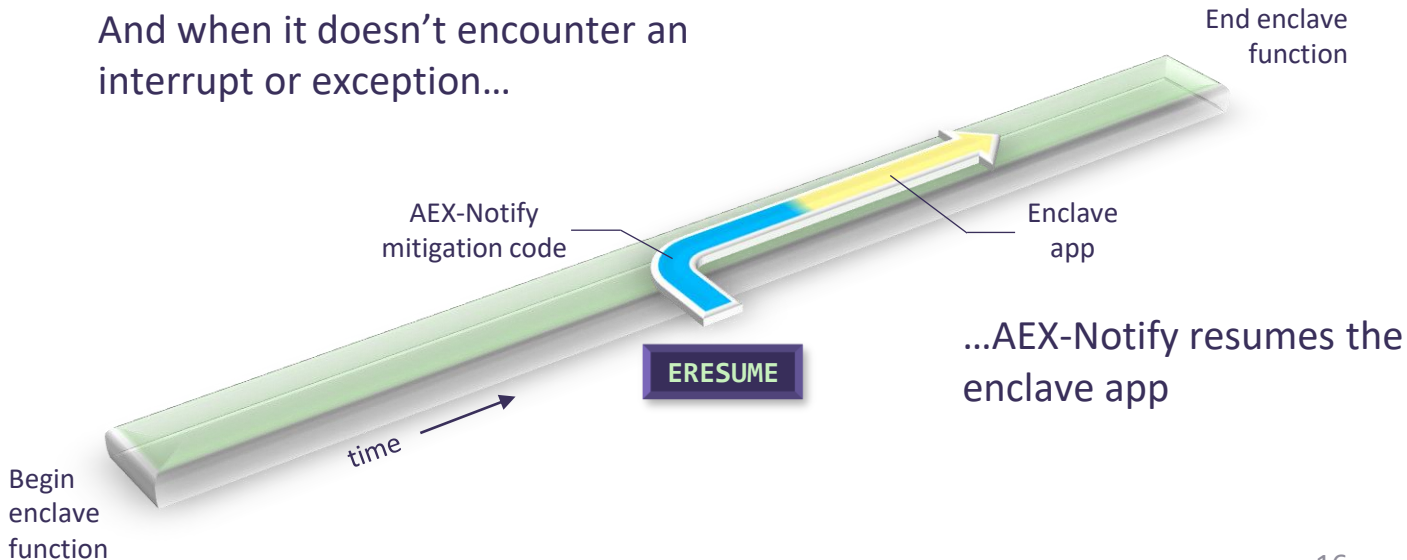 And when it doesn’t encounter an
interrupt or exception…
End enclave
function
AEX-Notify
mitigation code
Enclave
app
…AEX-Notify resumes the
enclave app
ERESUME
time
Begin
enclave
function
16